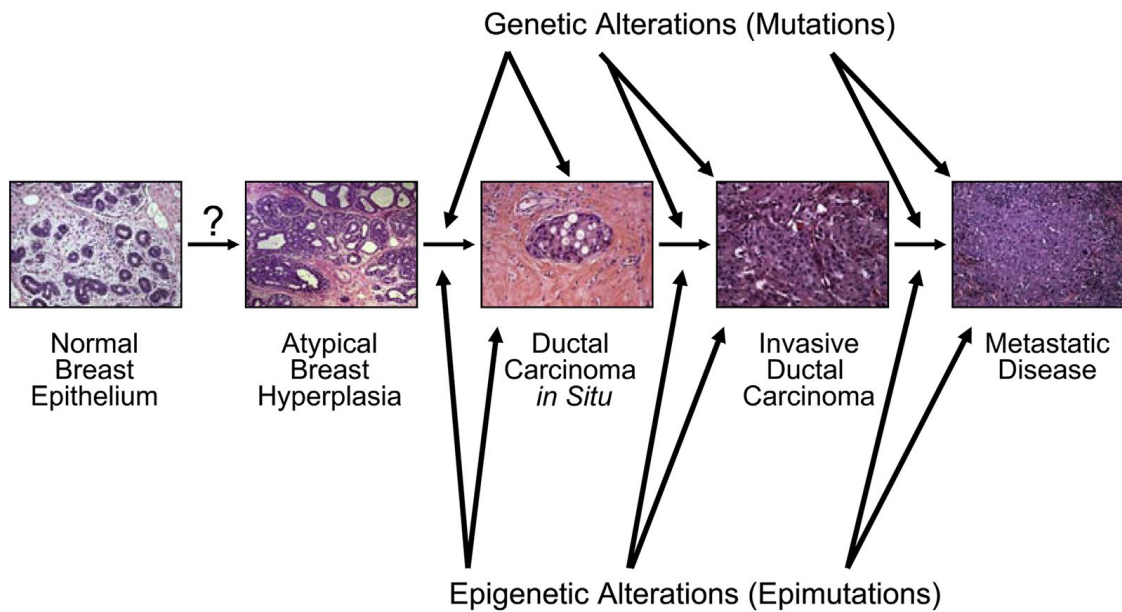 Genetic Alterations (Mutations)
?
Normal
Breast
Epithelium
Atypical
Breast
Hyperplasia
Ductal
Carcinoma
in Situ
Invasive
Ductal
Carcinoma
Metastatic
Disease
Epigenetic Alterations (Epimutations)